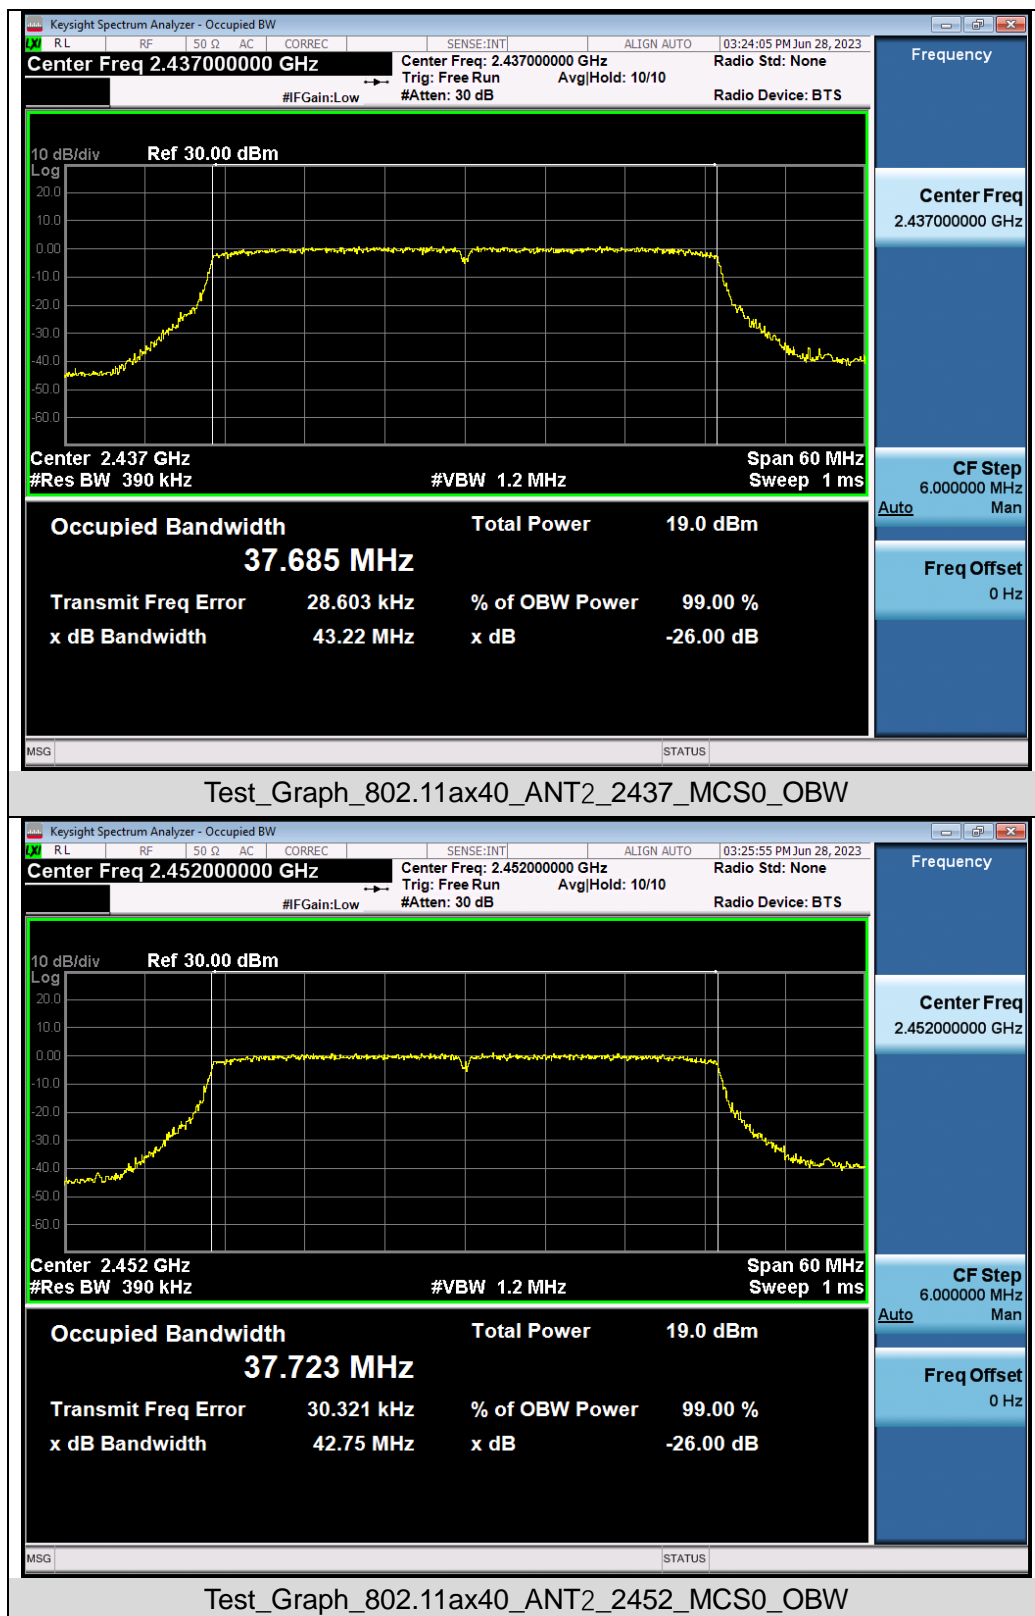 Keysight Spectrum Analyzer - Occupied BW
LXI RL RF 50 Ω AC CORREC SENSE:INT ALIGN AUTO 03:24:05 PM Jun 28, 2023
Center Freq 2.437000000 GHz
Center Freq: 2.437000000 GHz Radio Std: None
Trig: Free Run Avg|Hold: 10/10
#IFGain:Low #Atten: 30 dB Radio Device: BTS
Frequency
10 dB/div Ref 30.00 dBm
Log
20.0
10.0
0.00
-10.0
-20.0
-30.0
-40.0
-50.0
-60.0
Center 2.437 GHz Span 60 MHz
#Res BW 390 kHz #VBW 1.2 MHz Sweep 1 ms
Center Freq
2.437000000 GHz
CF Step
6.000000 MHz
Auto Man
Freq Offset
0 Hz
Occupied Bandwidth Total Power 19.0 dBm
37.685 MHz
Transmit Freq Error 28.603 kHz % of OBW Power 99.00 %
x dB Bandwidth 43.22 MHz x dB -26.00 dB
MSG STATUS
Test_Graph_802.11ax40_ANT2_2437_MCS0_OBW
Keysight Spectrum Analyzer - Occupied BW
LXI RL RF 50 Ω AC CORREC SENSE:INT ALIGN AUTO 03:25:55 PM Jun 28, 2023
Center Freq 2.452000000 GHz
Center Freq: 2.452000000 GHz Radio Std: None
Trig: Free Run Avg|Hold: 10/10
#IFGain:Low #Atten: 30 dB Radio Device: BTS
Frequency
10 dB/div Ref 30.00 dBm
Log
20.0
10.0
0.00
-10.0
-20.0
-30.0
-40.0
-50.0
-60.0
Center 2.452 GHz Span 60 MHz
#Res BW 390 kHz #VBW 1.2 MHz Sweep 1 ms
Center Freq
2.452000000 GHz
CF Step
6.000000 MHz
Auto Man
Freq Offset
0 Hz
Occupied Bandwidth Total Power 19.0 dBm
37.723 MHz
Transmit Freq Error 30.321 kHz % of OBW Power 99.00 %
x dB Bandwidth 42.75 MHz x dB -26.00 dB
MSG STATUS
Test_Graph_802.11ax40_ANT2_2452_MCS0_OBW